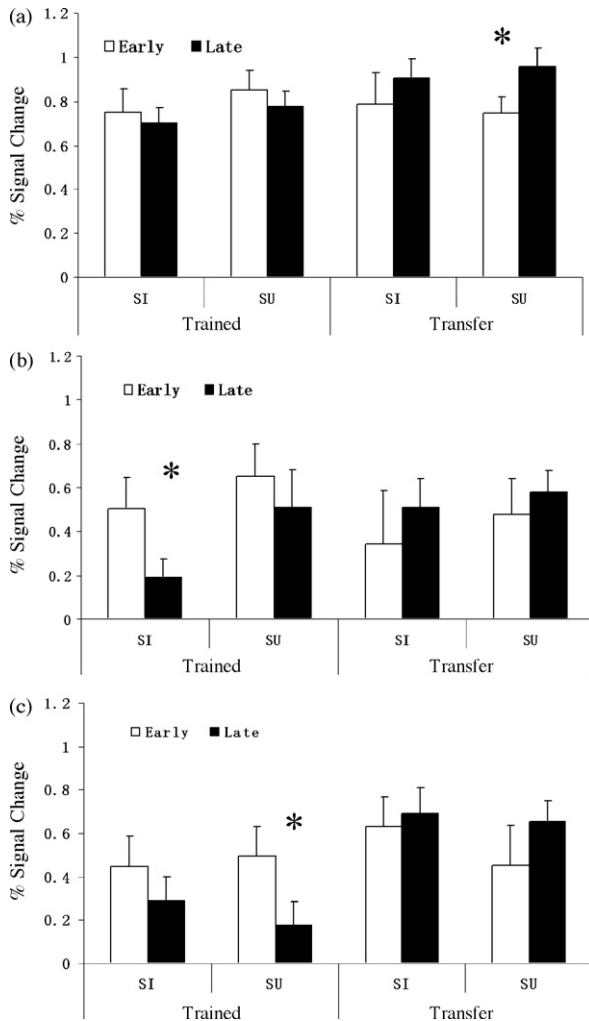 (a)
1.2
1
0.8
0.6
0.4
0.2
0
% Signal Change
Early Late
*
SI SU SI SU
Trained Transfer
(b)
1.2
1
0.8
0.6
0.4
0.2
0
% Signal Change
Early Late
*
SI SU SI SU
Trained Transfer
(c)
1.2
1
0.8
0.6
0.4
0.2
0
% Signal Change
Early Late
*
SI SU SI SU
Trained Transfer